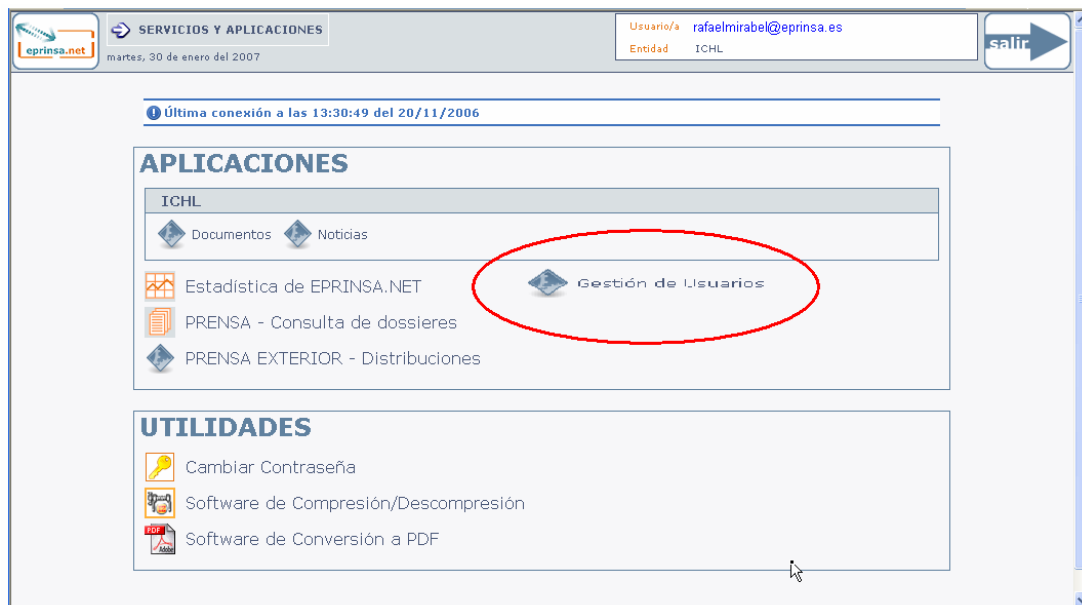 eprinsa.net
SERVICIOS Y APLICACIONES
martes, 30 de enero del 2007
Usuario/a rafaelmirabel@eprinsa.es
Entidad ICHL
salir
Última conexión a las 13:30:49 del 20/11/2006
APLICACIONES
ICHL
Documentos Noticias
Estadística de EPRINSA.NET
Gestión de Usuarios
PRENSA - Consulta de dossieres
PRENSA EXTERIOR - Distribuciones
UTILIDADES
Cambiar Contraseña
Software de Compresión/Descompresión
PDF
Adobe
Software de Conversión a PDF